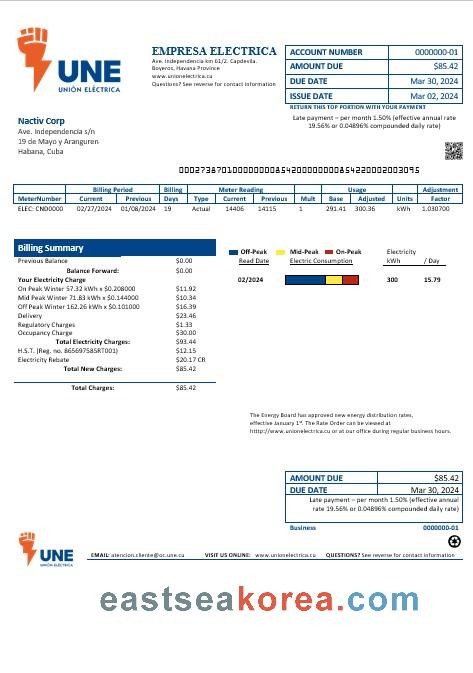 UNE
UNIÓN ELÉCTRICA
EMPRESA ELECTRICA
Ave. Independencia km 61/2. Capdevila.
Boyeros, Havana Province
www.unionelectrica.cu
Questions? See reverse for contact information
ACCOUNT NUMBER 0000000-01
AMOUNT DUE $85.42
DUE DATE Mar 30, 2024
ISSUE DATE Mar 02, 2024
RETURN THIS TOP PORTION WITH YOUR PAYMENT
Late payment – per month 1.50% (effective annual rate
19.56% or 0.04896% compounded daily rate)
Nactiv Corp
Ave. Independencia s/n
19 de Mayo y Aranguren
Habana, Cuba
Billing Period Billing Meter Reading Usage Adjustment
MeterNumber Current Previous Days Type Current Previous Mult Base Adjusted Units Factor
ELEC: CND0000 02/27/2024 01/08/2024 19 Actual 14406 14115 1 291.41 300.36 kWh 1.030700
Billing Summary
Previous Balance $0.00
Balance Forward: $0.00
Your Electricity Charge
On Peak Winter 57.32 kWh x $0.208000 $11.92
Mid Peak Winter 71.83 kWh x $0.144000 $10.34
Off Peak Winter 162.26 kWh x $0.101000 $16.39
Delivery $23.46
Regulatory Charges $1.33
Occupancy Charge $30.00
Total Electricity Charges: $93.44
H.S.T. (Reg. no. 865697585RT001) $12.15
Electricity Rebate $20.17 CR
Total New Charges: $85.42
Total Charges: $85.42
Off-Peak Mid-Peak On-Peak Electricity
Read Date Electric Consumption kWh / Day
02/2024 300 15.79
The Energy Board has approved new energy distribution rates,
effective January 1st. The Rate Order can be viewed at
htttp://www.unionelectrica.cu or at our office during regular business hours.
AMOUNT DUE $85.42
DUE DATE Mar 30, 2024
Late payment – per month 1.50% (effective annual
rate 19.56% or 0.04896% compounded daily rate)
Business 0000000-01
UNE
UNIÓN ELÉCTRICA
EMAIL: atencion.cliente@oc.une.cu VISIT US ONLINE: www.unionelectrica.cu QUESTIONS? See reverse for contact information
eastseakorea.com